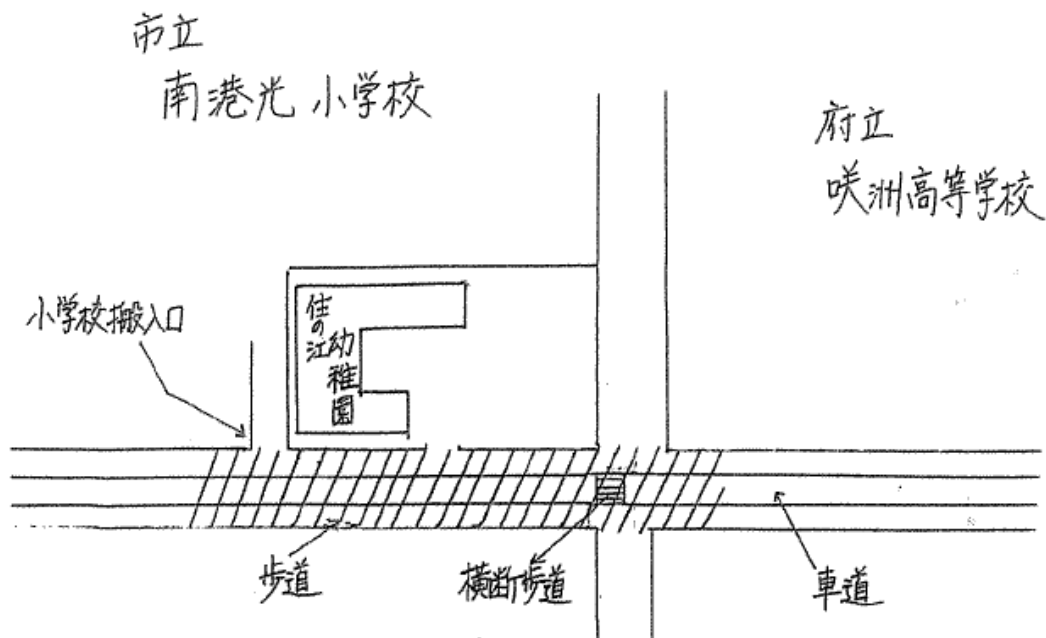 市立
南港光小学校
府立
咲洲高等学校
小学校搬入口
住の江
幼稚園
歩道
横断歩道
車道